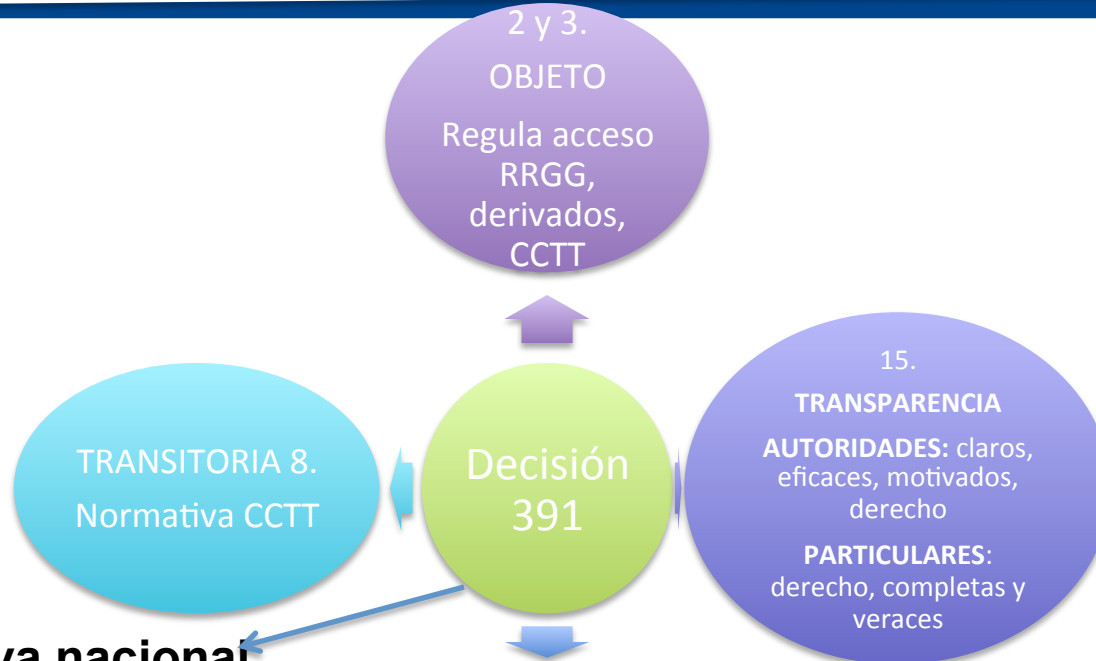 2 y 3.
OBJETO
Regula acceso
RRGG,
derivados,
CCTT
TRANSITORIA 8.
Normativa CCTT
Decisión
391
15.
TRANSPARENCIA
AUTORIDADES: claros,
eficaces, motivados,
derecho
PARTICULARES:
derecho, completas y
veraces
nacional